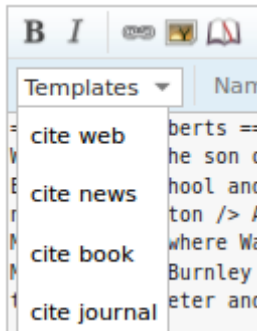 B I
Templates Nam
cite web
cite news
cite book
cite journal
berts ==
he son o
hool and
ton /> A
where Wa
Burnley
eter and